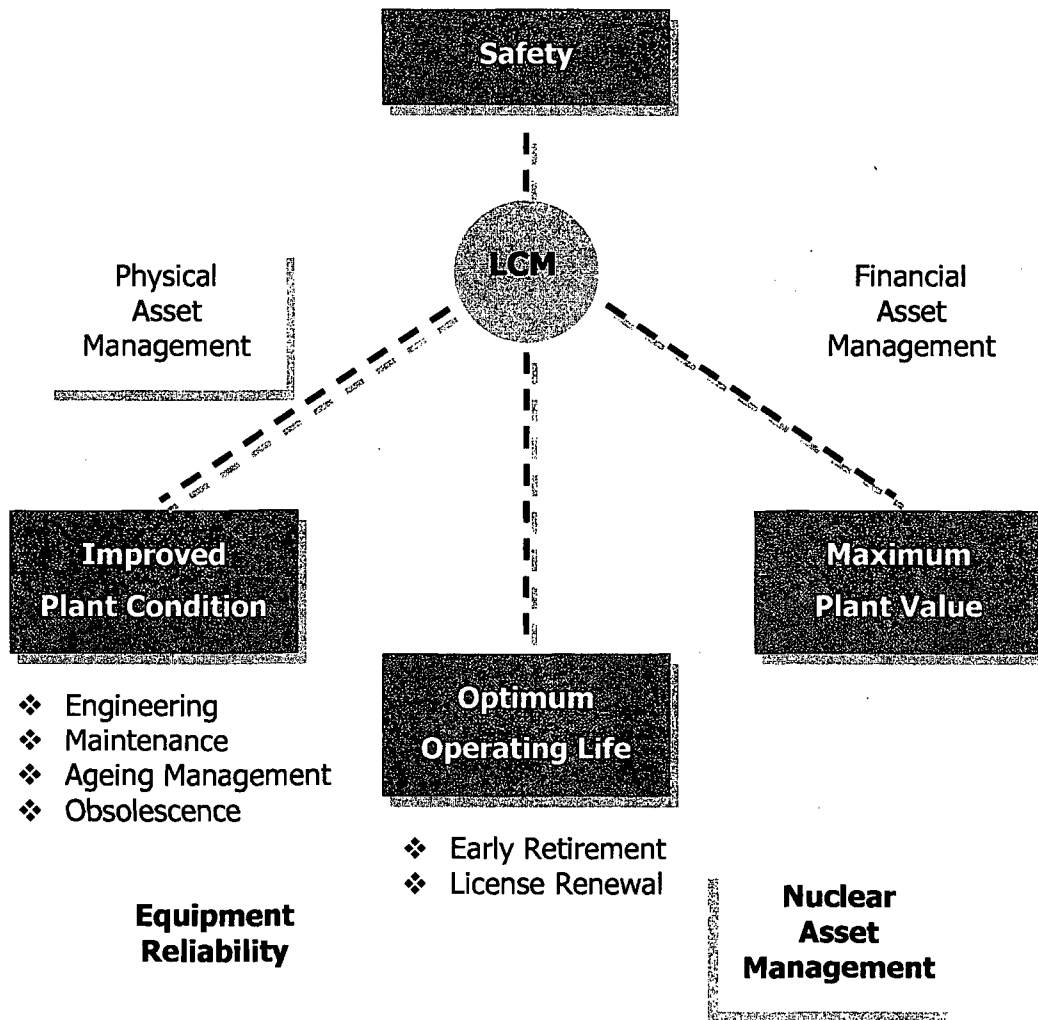 Safety
LCM
Physical
Asset
Management
Financial
Asset
Management
Improved
Plant Condition
❖ Engineering
❖ Maintenance
❖ Ageing Management
❖ Obsolescence
Optimum
Operating Life
❖ Early Retirement
❖ License Renewal
Maximum
Plant Value
Equipment
Reliability
Nuclear
Asset
Management